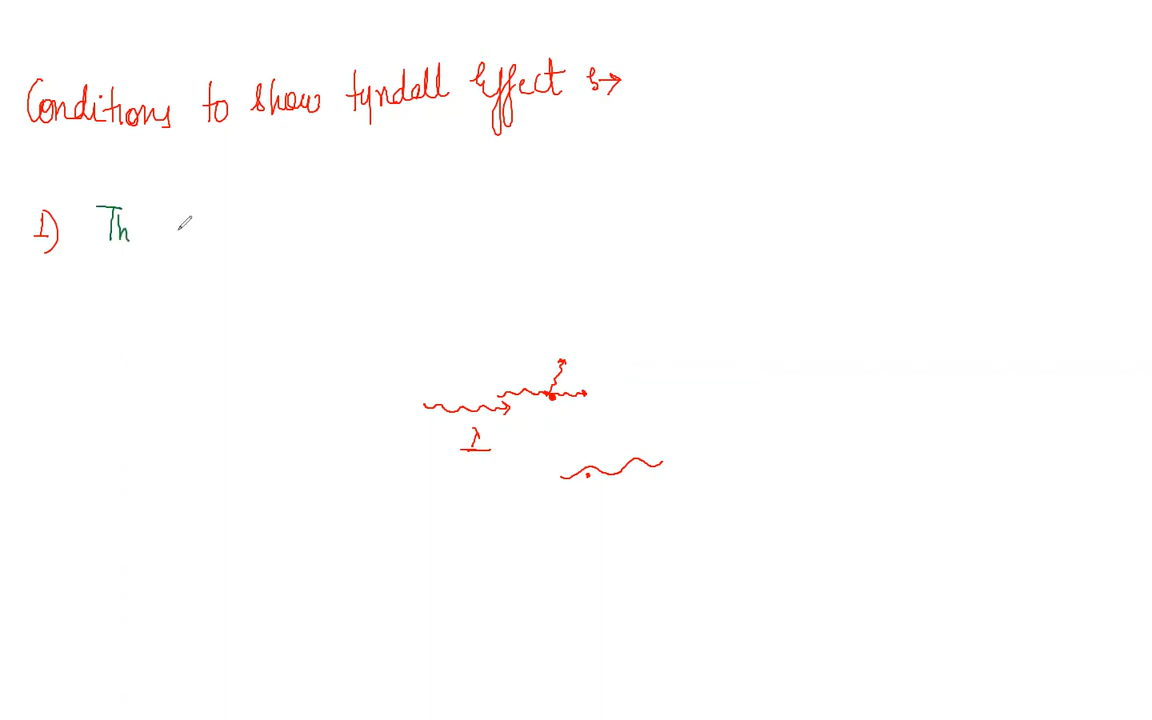 Conditions to show tyndall Effect :→
1) Th
λ